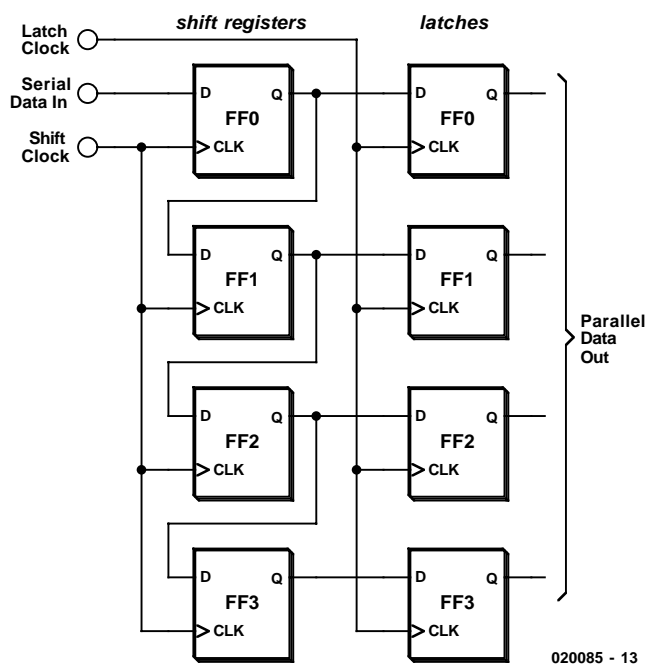 shift registers
latches
Latch
Clock
Serial
Data In
Shift
Clock
D
Q
FF0
CLK
D
Q
FF0
CLK
D
Q
FF1
CLK
D
Q
FF1
CLK
Parallel
Data
Out
D
Q
FF2
CLK
D
Q
FF2
CLK
D
Q
FF3
CLK
D
Q
FF3
CLK
020085 - 13